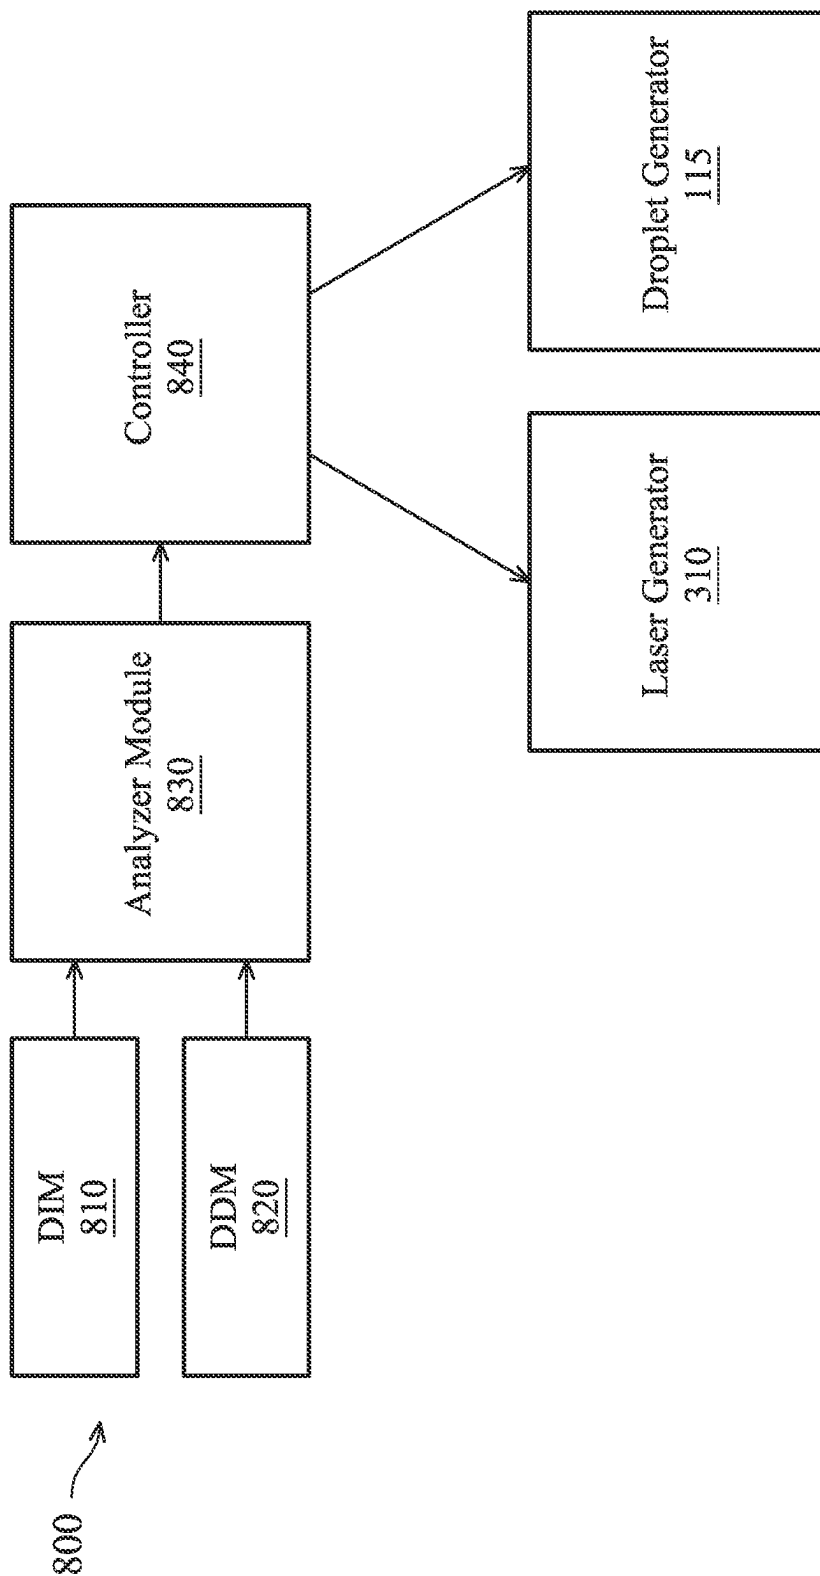 800
DIM
810
DDM
820
Analyzer Module
830
Controller
840
Laser Generator
310
Droplet Generator
115